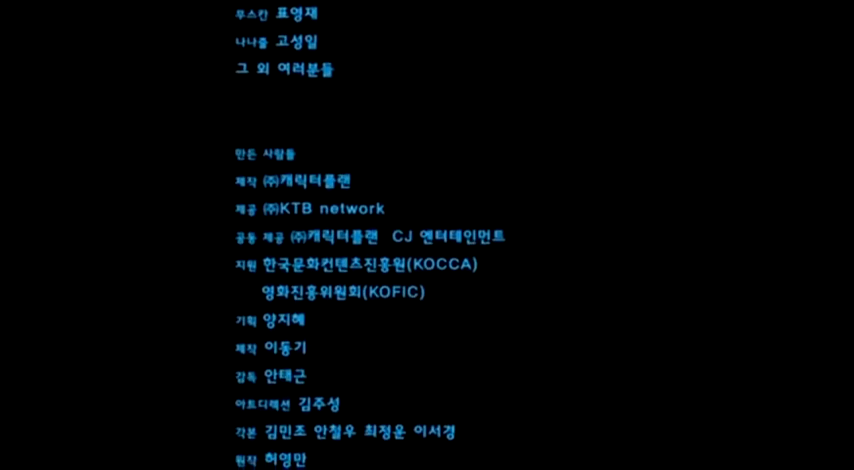 무스칸 표영재
나나줄 고성일
그 외 여러분들
만든 사람들
제작 ㈜캐릭터플랜
제공 ㈜KTB network
공동 제공 ㈜캐릭터플랜 CJ 엔터테인먼트
지원 한국문화컨텐츠진흥원(KOCCA)
영화진흥위원회(KOFIC)
기획 양지혜
제작 이동기
감독 안태근
아트디렉션 김주성
각본 김민조 안철우 최정윤 이서경
원작 허영만